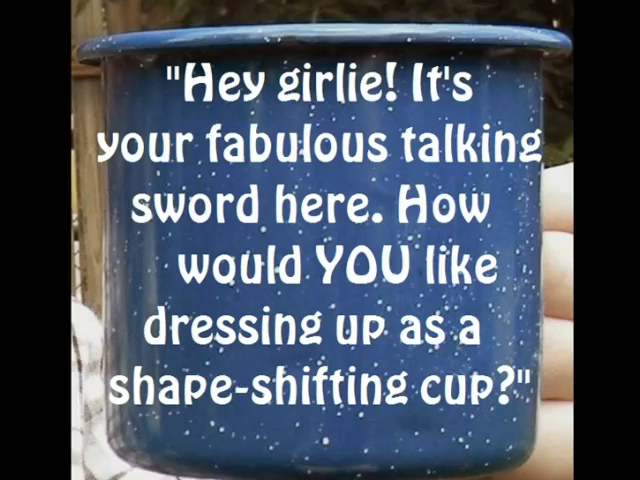 "Hey girlie! It's
your fabulous talking
sword here. How
would YOU like
dressing up as a
shape-shifting cup?"